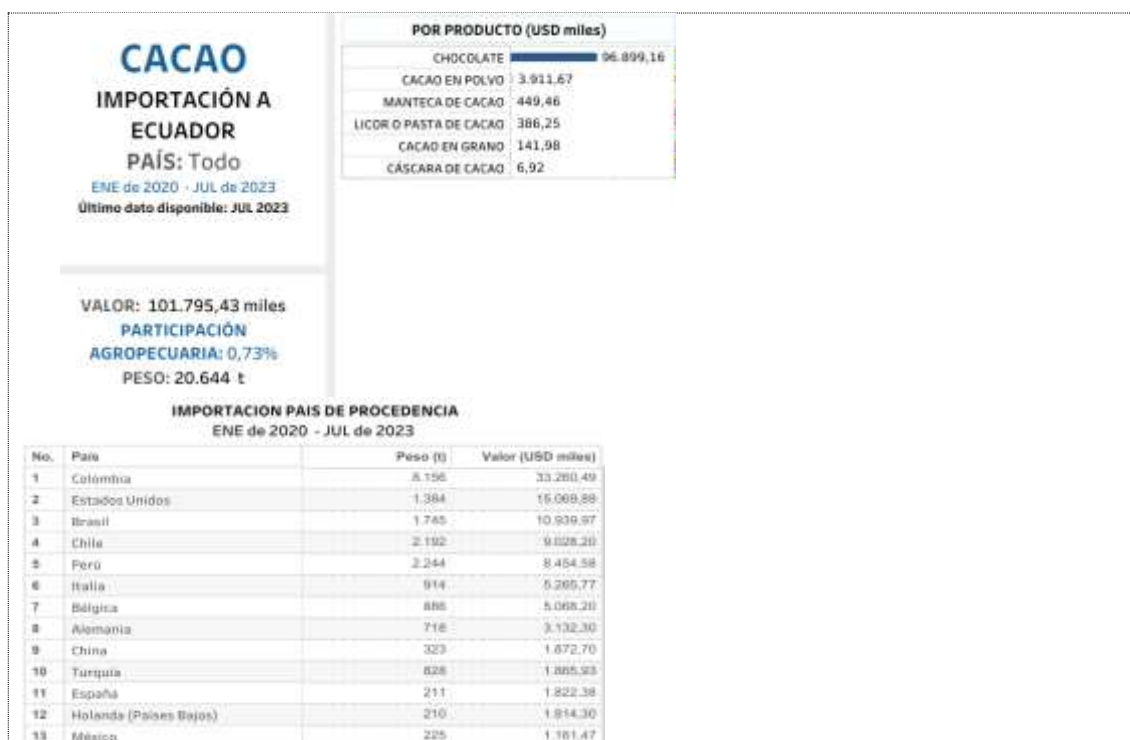 CACAO
IMPORTACIÓN A
ECUADOR
PAÍS: Todo
ENE de 2020 - JUL de 2023
Último dato disponible: JUL 2023
POR PRODUCTO (USD miles)
CHOCOLATE 96.899,16
CACAO EN POLVO 3.911,67
MANTECA DE CACAO 449,46
LICOR O PASTA DE CACAO 386,25
CACAO EN GRANO 141,98
CÁSCARA DE CACAO 6,92
VALOR: 101.795,43 miles
PARTICIPACIÓN
AGROPECUARIA: 0,73%
PESO: 20.644 t
IMPORTACION PAIS DE PROCEDENCIA
ENE de 2020 - JUL de 2023
No. País Peso (t) Valor (USD miles)
1 Colombia 33.260,49
2 Estados Unidos 1.384 15.069,88
3 Brasil 1.745 10.939,97
4 Chile 2.192 9.028,20
5 Perú 2.244 8.454,58
6 Italia 914 5.265,77
7 Bélgica 886 5.068,20
8 Alemania 716 3.132,30
9 China 323 1.872,70
10 Turquía 828 1.865,93
11 España 211 1.822,38
12 Holanda (Países Bajos) 210 1.814,30
13 México 225 1.161,47